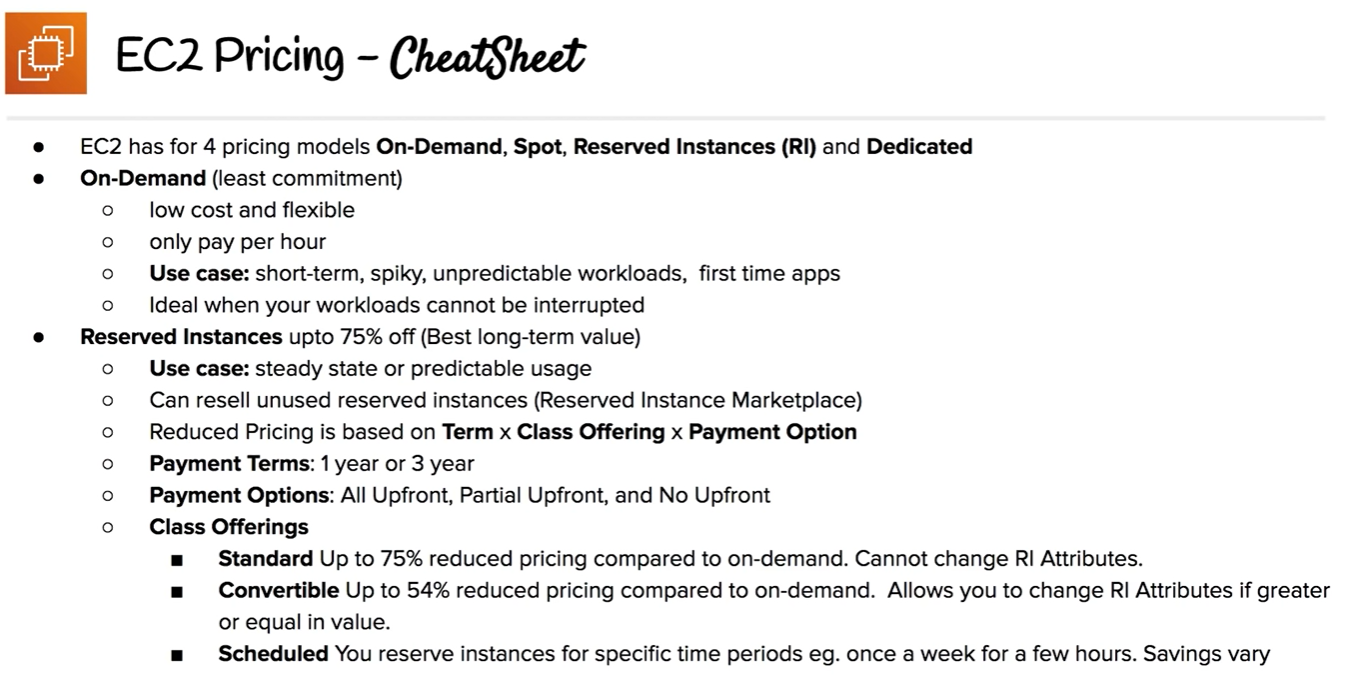 EC2 Pricing – CheatSheet
● EC2 has for 4 pricing models On-Demand, Spot, Reserved Instances (RI) and Dedicated
● On-Demand (least commitment)
○ low cost and flexible
○ only pay per hour
○ Use case: short-term, spiky, unpredictable workloads, first time apps
○ Ideal when your workloads cannot be interrupted
● Reserved Instances upto 75% off (Best long-term value)
○ Use case: steady state or predictable usage
○ Can resell unused reserved instances (Reserved Instance Marketplace)
○ Reduced Pricing is based on Term x Class Offering x Payment Option
○ Payment Terms: 1 year or 3 year
○ Payment Options: All Upfront, Partial Upfront, and No Upfront
○ Class Offerings
■ Standard Up to 75% reduced pricing compared to on-demand. Cannot change RI Attributes.
■ Convertible Up to 54% reduced pricing compared to on-demand. Allows you to change RI Attributes if greater
or equal in value.
■ Scheduled You reserve instances for specific time periods eg. once a week for a few hours. Savings vary